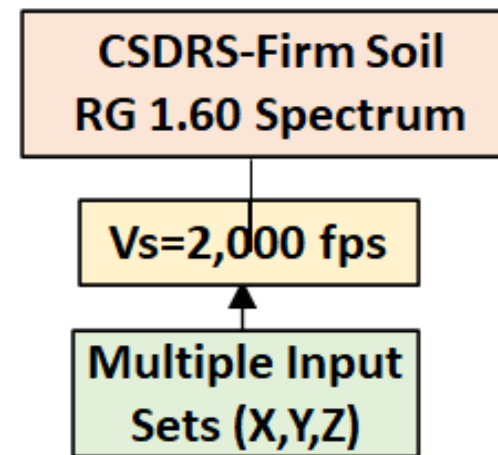 CSDRS-Firm Soil
RG 1.60 Spectrum
Vs=2,000 fps
Multiple Input
Sets (X,Y,Z)